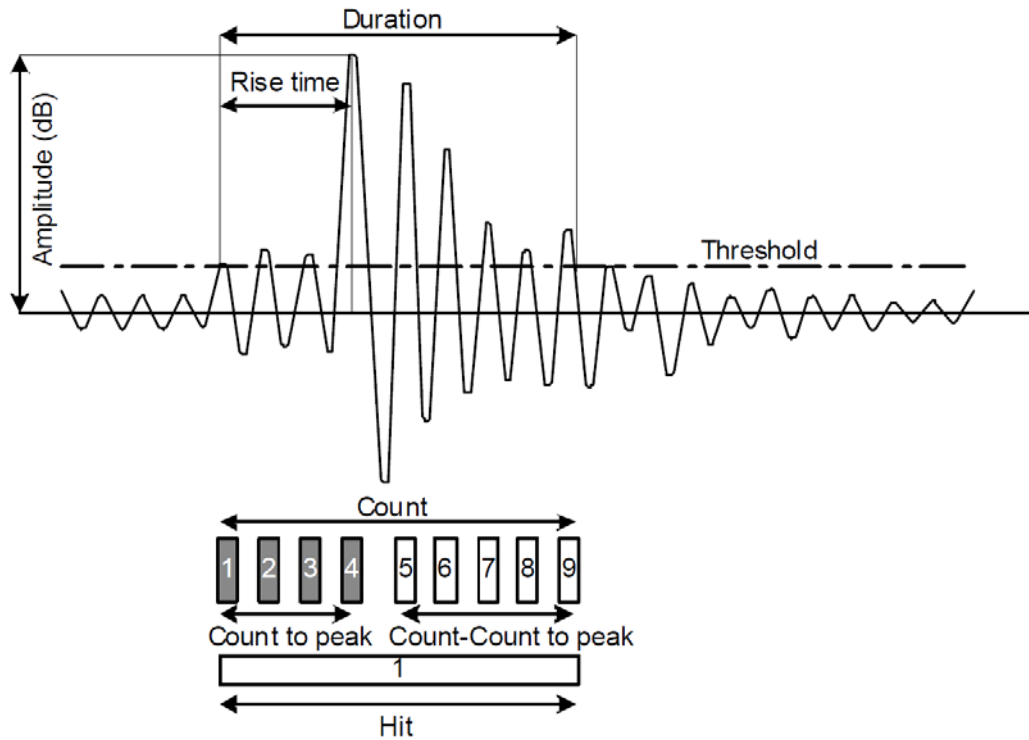 Duration
Rise time
Amplitude (dB)
Threshold
Count
1 2 3 4 5 6 7 8 9
Count to peak Count-Count to peak
1
Hit